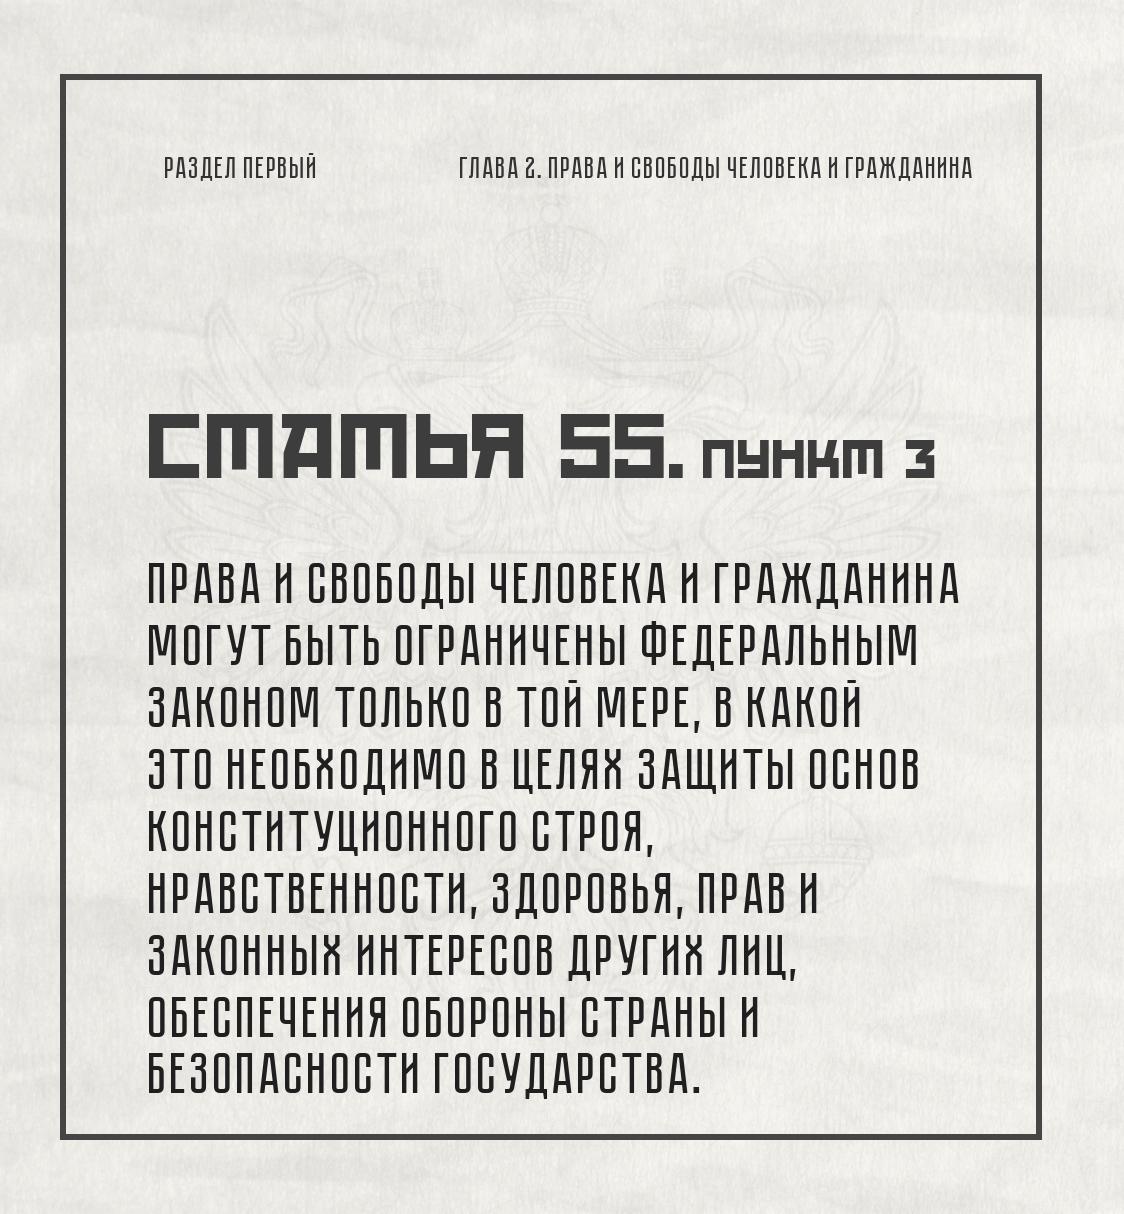 РАЗДЕЛ ПЕРВЫЙ
ГЛАВА 2. ПРАВА И СВОБОДЫ ЧЕЛОВЕКА И ГРАЖДАНИНА
СТАТЬЯ 55. ПУНКТ 3
ПРАВА И СВОБОДЫ ЧЕЛОВЕКА И ГРАЖДАНИНА
МОГУТ БЫТЬ ОГРАНИЧЕНЫ ФЕДЕРАЛЬНЫМ
ЗАКОНОМ ТОЛЬКО В ТОЙ МЕРЕ, В КАКОЙ
ЭТО НЕОБХОДИМО В ЦЕЛЯХ ЗАЩИТЫ ОСНОВ
КОНСТИТУЦИОННОГО СТРОЯ,
НРАВСТВЕННОСТИ, ЗДОРОВЬЯ, ПРАВ И
ЗАКОННЫХ ИНТЕРЕСОВ ДРУГИХ ЛИЦ,
ОБЕСПЕЧЕНИЯ ОБОРОНЫ СТРАНЫ И
БЕЗОПАСНОСТИ ГОСУДАРСТВА.